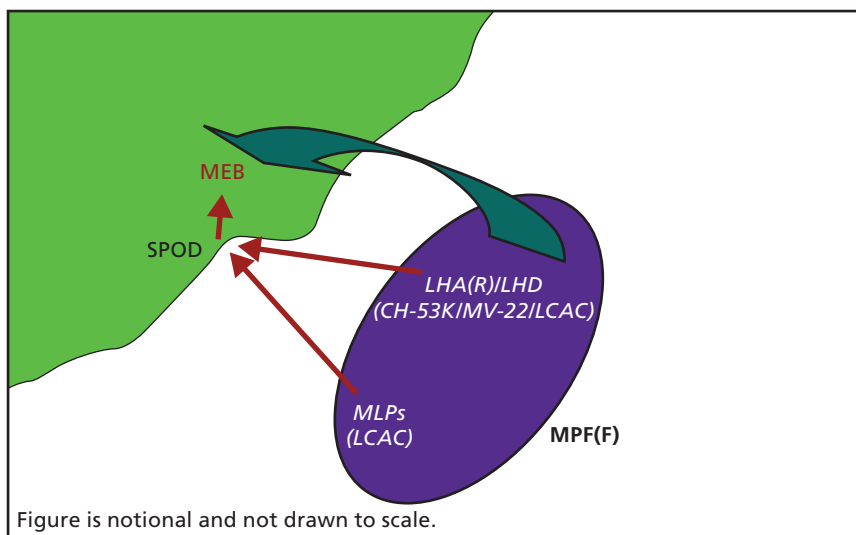 MEB
SPOD
LHA(R)/LHD
(CH-53K/MV-22/LCAC)
MLPs
(LCAC)
MPF(F)
Figure is notional and not drawn to scale.